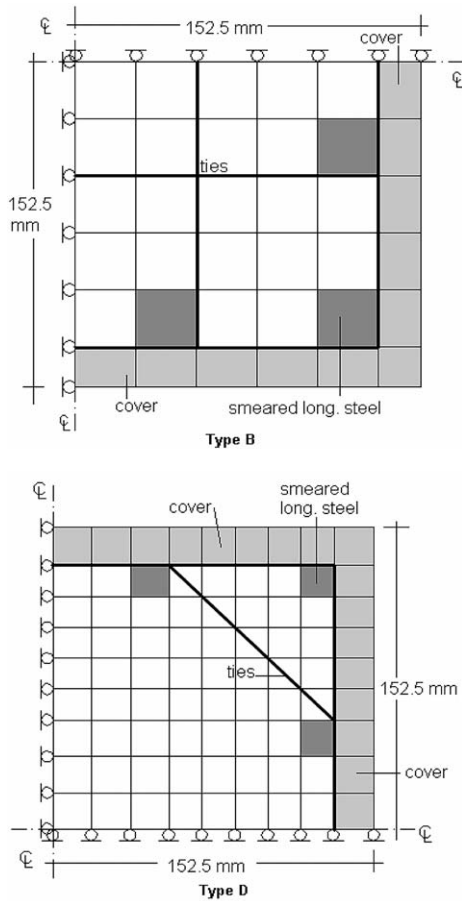 ℄
152.5 mm
cover
℄
ties
152.5
mm
cover
smeared long. steel
℄
Type B
℄
smeared
long. steel
cover
ties
152.5 mm
cover
℄
℄
152.5 mm
Type D